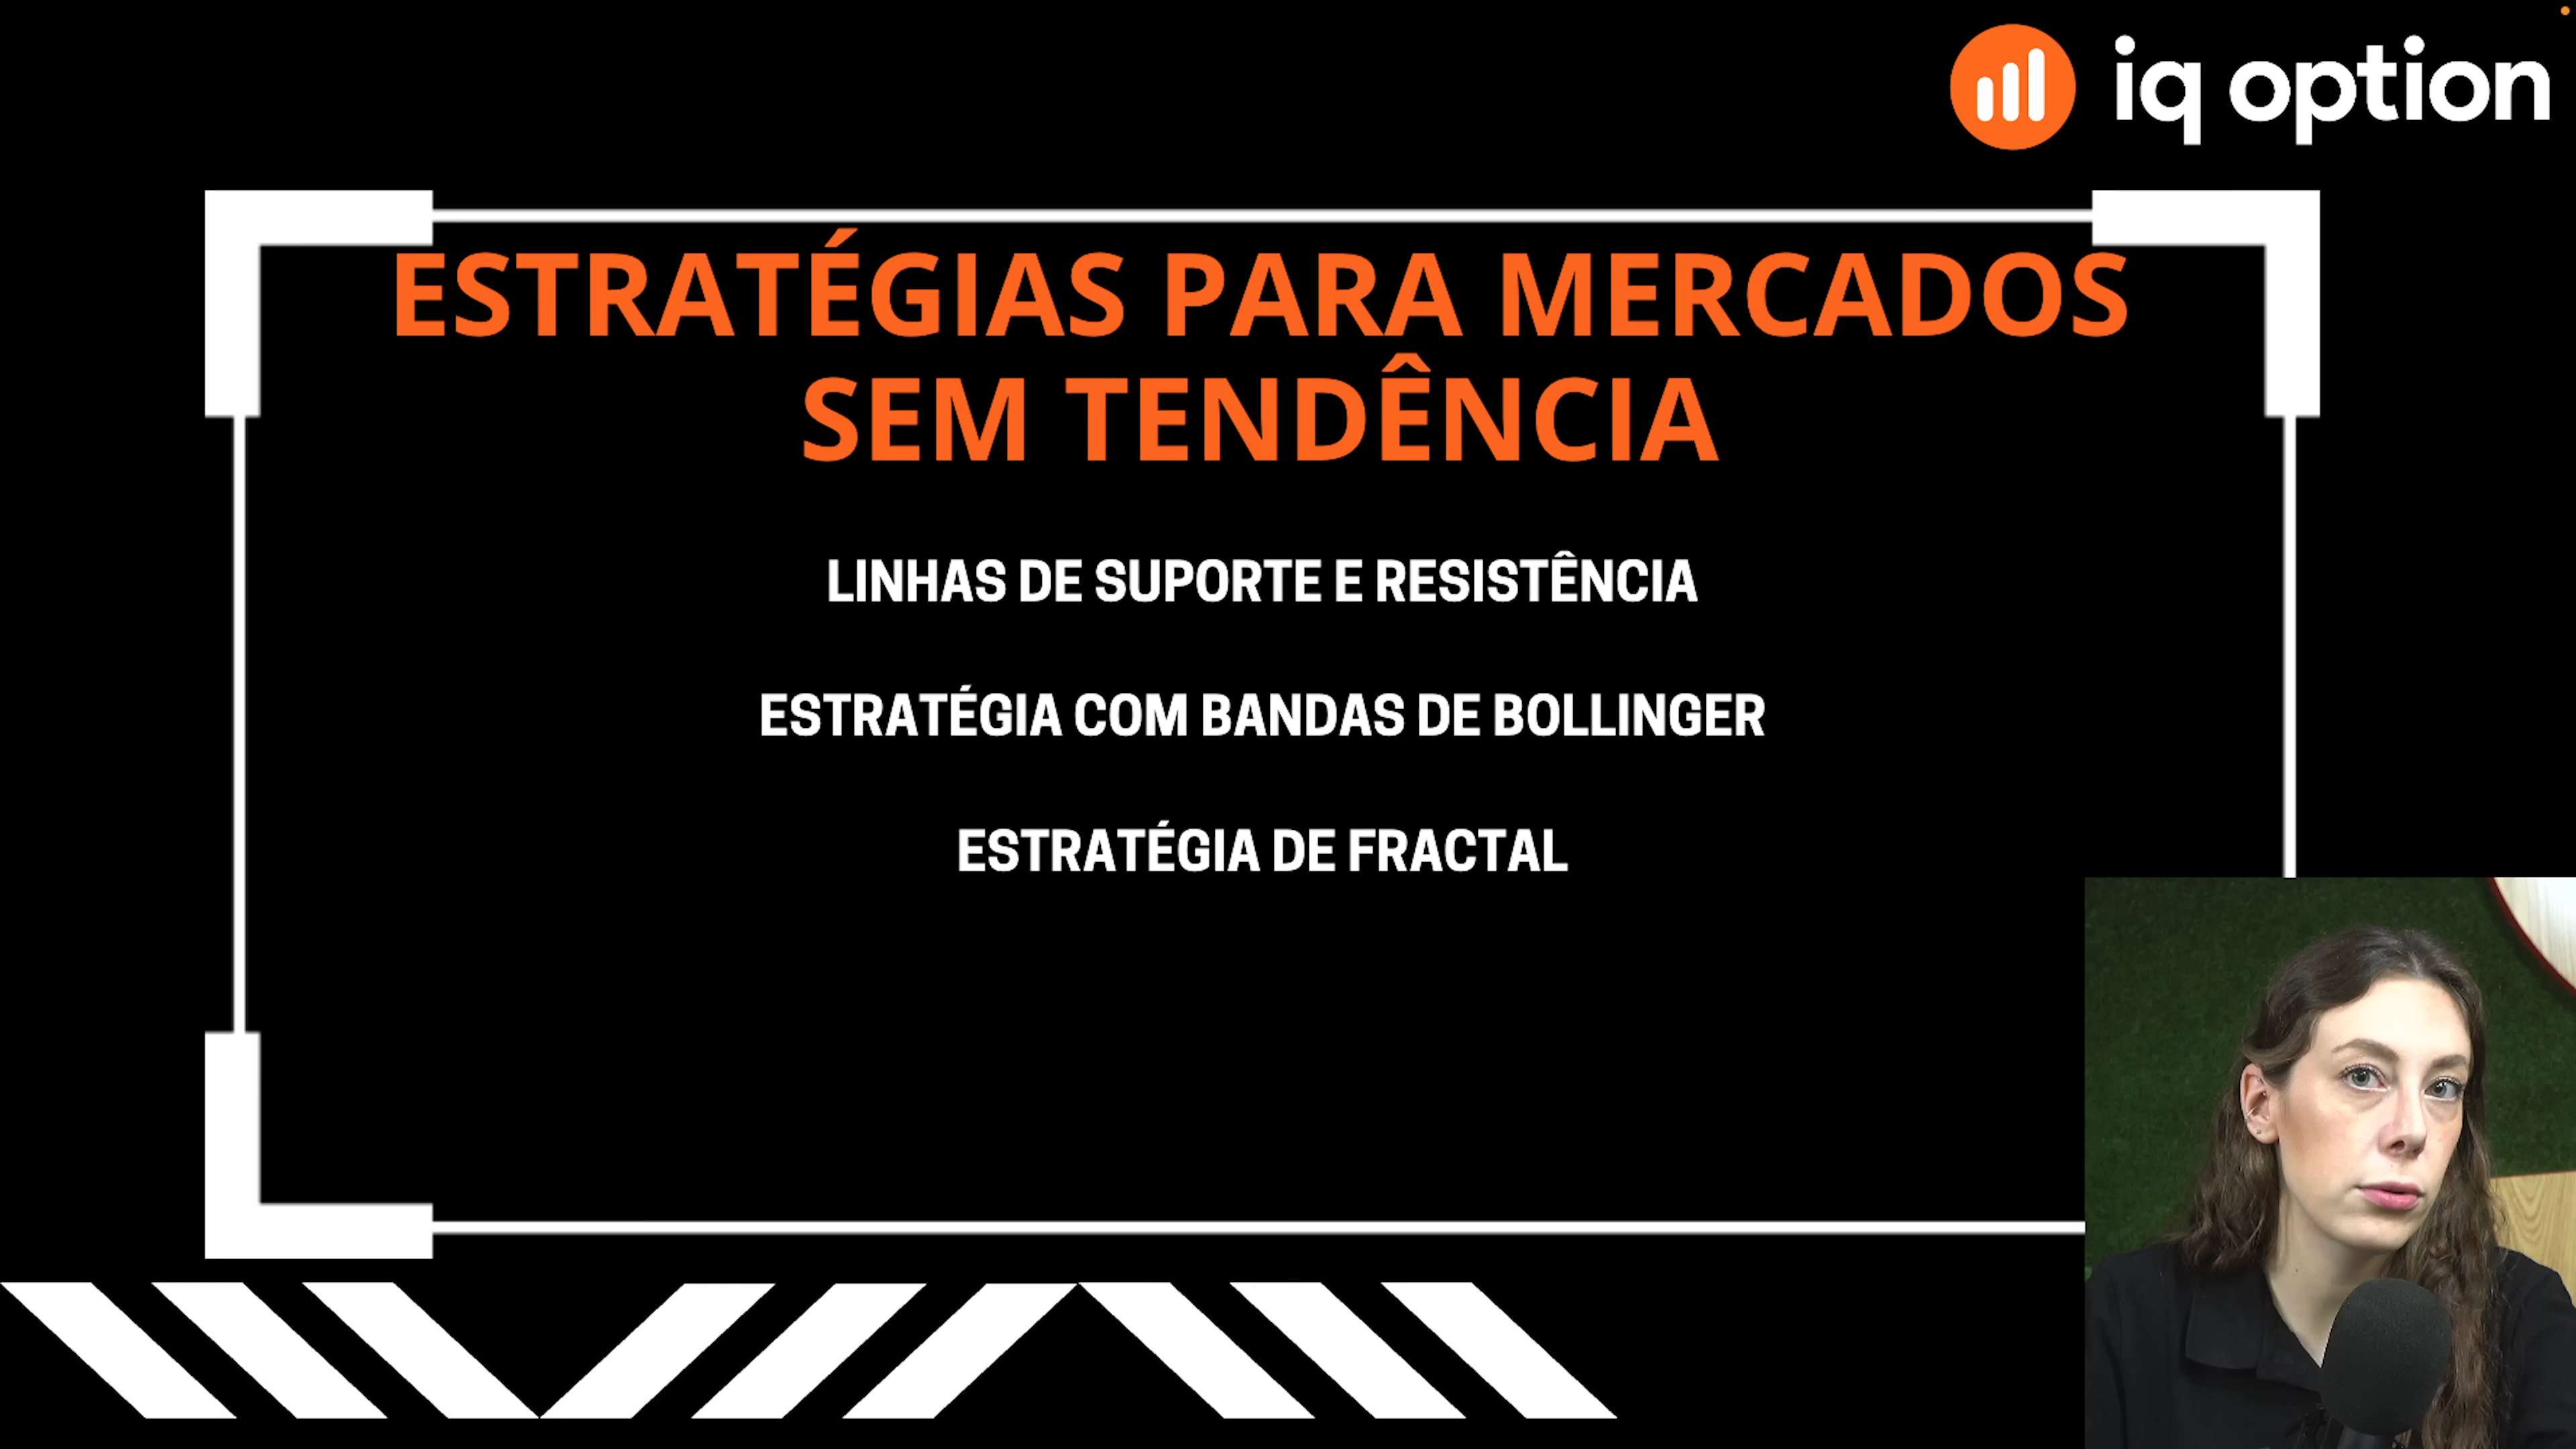 iq option
ESTRATÉGIAS PARA MERCADOS
SEM TENDÊNCIA
LINHAS DE SUPORTE E RESISTÊNCIA
ESTRATÉGIA COM BANDAS DE BOLLINGER
ESTRATÉGIA DE FRACTAL